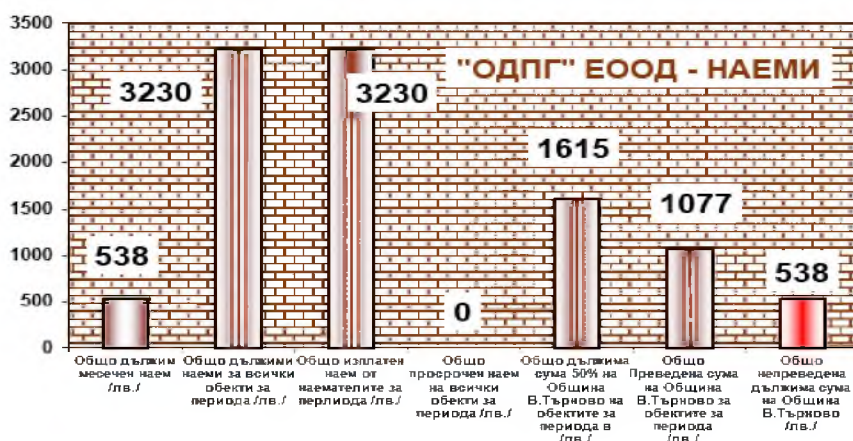 3500
3000
2500
2000
1500
1000
500
0
"ОДПГ" ЕООД - НАЕМИ
538
3230
3230
0
1615
1077
538
Общо дължим
месечен наем
/лв./
Общо дължими
наеми за всички
обекти за
периода /лв./
Общо изплатен
наем от
наемателите за
перлиода /лв./
Общо
просрочен наем
на всички
обекти за
периода /лв./
Общо дължима
сума 50% на
Община
В.Търново на
обектите за
периода в
/лв./
Общо
Преведена сума
на Община
В.Търново за
обектите за
периода
/лв./
Общо
непреведена
дължима сума
на Община
В.Търново
/лв./